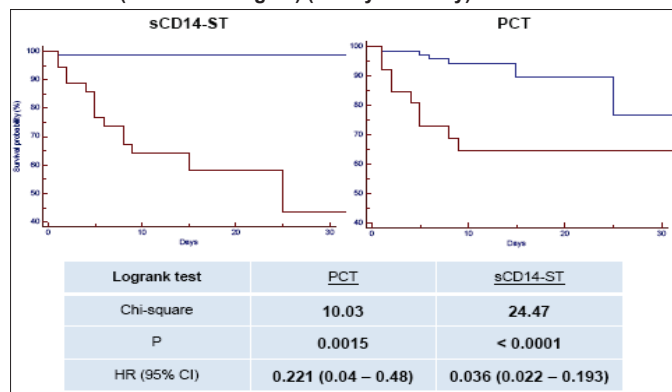 sCD14-ST
PCT
100
90
80
70
60
50
40
Survival probability (%)
0
10
20
30
Days
100
90
80
70
60
50
40
0
10
20
30
Days
Logrank test PCT sCD14-ST
Chi-square 10.03 24.47
P 0.0015 < 0.0001
HR (95% CI) 0.221 (0.04 – 0.48) 0.036 (0.022 – 0.193)